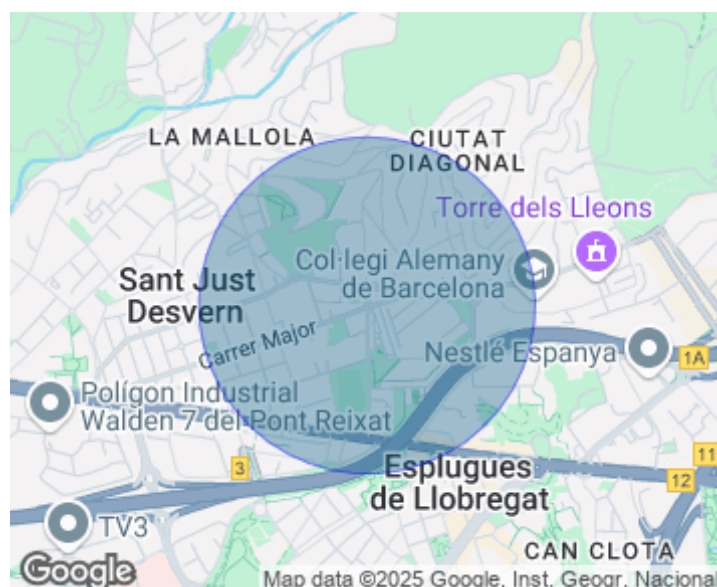 LA MALLOLA
CIUTAT
DIAGONAL
Torre dels Lleons
Col·legi Alemany
de Barcelona
Sant Just
Desvern
Carrer Major
Nestlé Espanya
1A
Polígon Industrial
Walden 7 del Pont Reixat
3
Esplugues
de Llobregat
11
12
TV3
CAN CLOTA
Google
Map data ©2025 Google, Inst. Geogr. Nacional